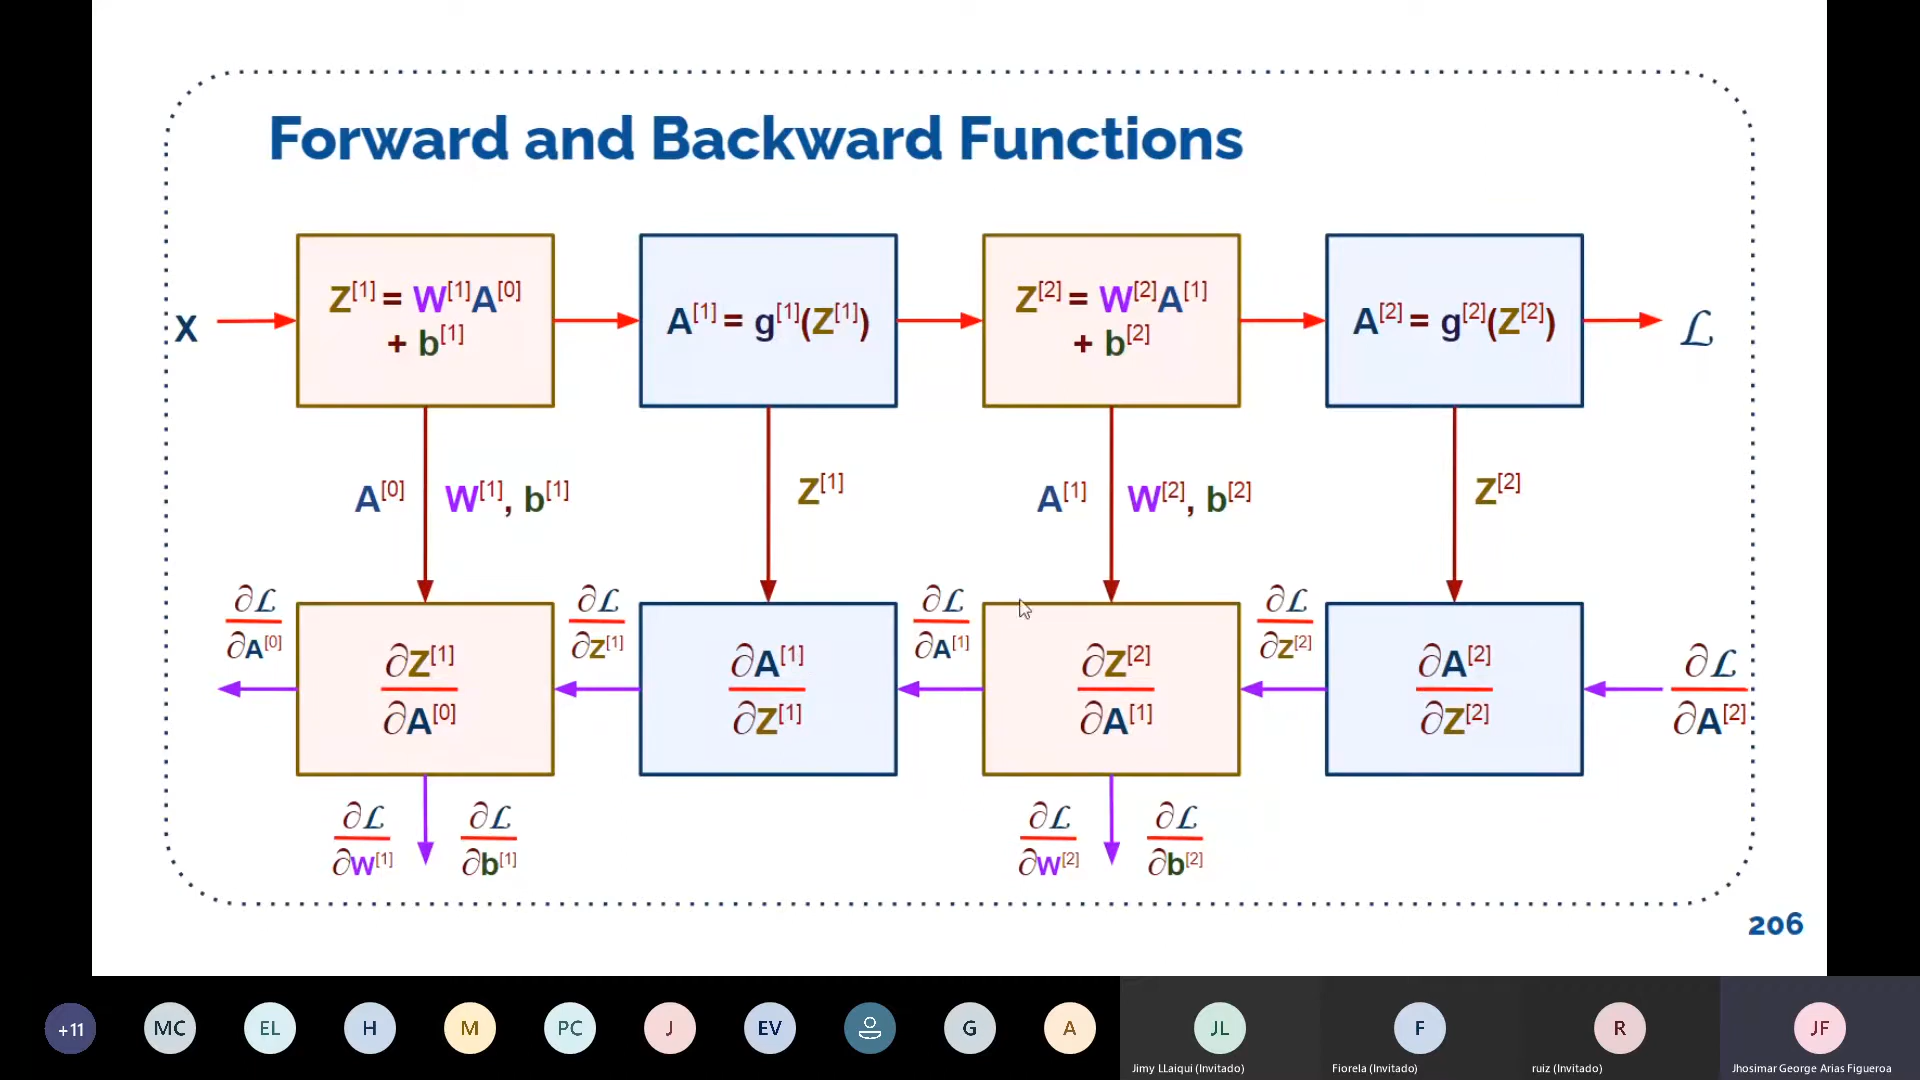 Forward and Backward Functions
X
Z[1] = W[1]A[0]
+ b[1]
A[1] = g[1](Z[1])
Z[2] = W[2]A[1]
+ b[2]
A[2] = g[2](Z[2])
ℒ
A[0] W[1], b[1]
Z[1]
A[1] W[2], b[2]
Z[2]
∂ℒ
∂A[0]
∂Z[1]
∂A[0]
∂ℒ
∂Z[1]
∂A[1]
∂Z[1]
∂ℒ
∂A[1]
∂Z[2]
∂A[1]
∂ℒ
∂Z[2]
∂A[2]
∂Z[2]
∂ℒ
∂A[2]
∂ℒ
∂W[1]
∂ℒ
∂b[1]
∂ℒ
∂W[2]
∂ℒ
∂b[2]
206
+11 MC EL H M PC J EV G A JL F R JF
Jimy LLaiqui (Invitado) Fiorela (Invitado) ruiz (Invitado) Jhosimar George Arias Figueroa